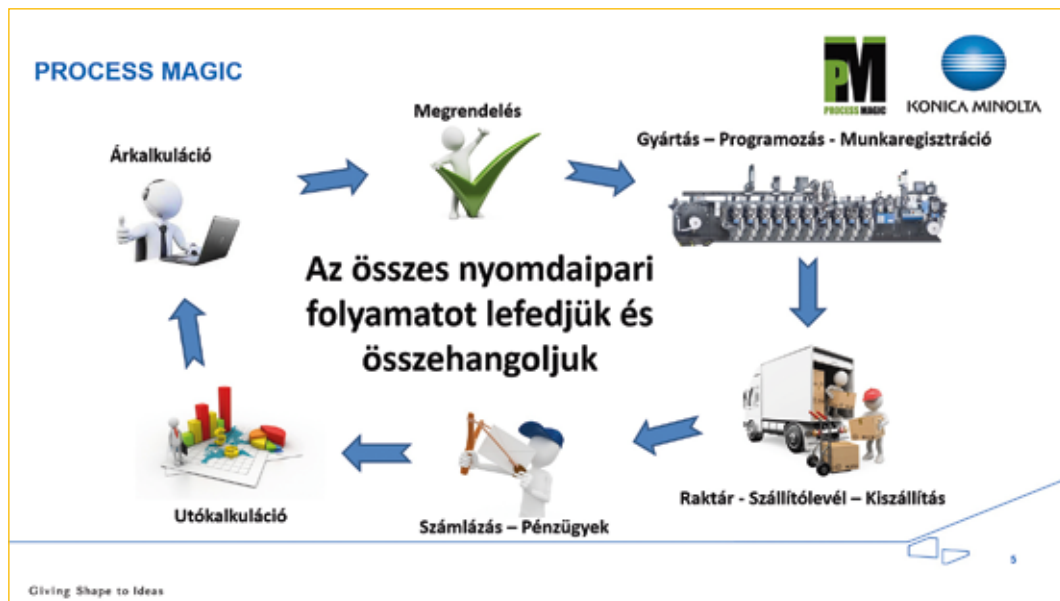 PROCESS MAGIC
PM
PROCESS MAGIC
KONICA MINOLTA
Megrendelés
Gyártás – Programozás - Munkaregisztráció
Árkalkuláció
Az összes nyomdaipari
folyamatot lefedjük és
összehangoljuk
Raktár - Szállítólevél – Kiszállítás
Számlázás – Pénzügyek
Utókalkuláció
5
Giving Shape to Ideas